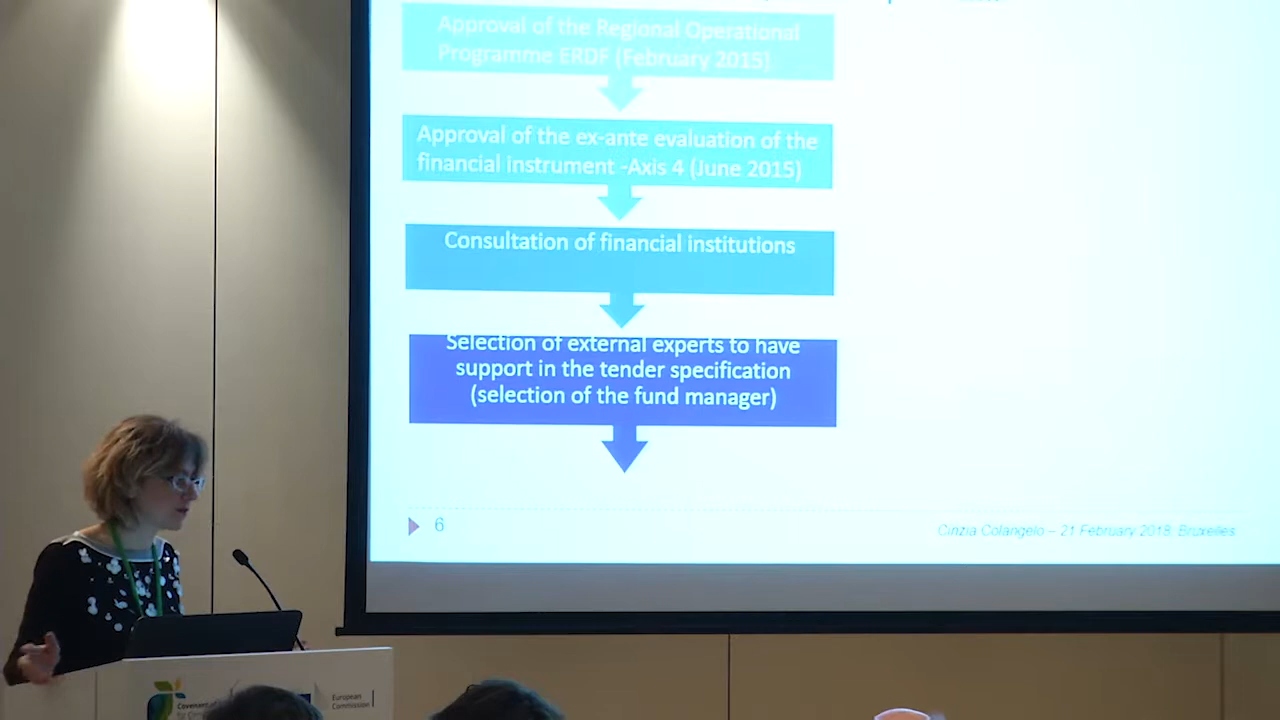 Approval of the Regional Operational
Programme ERDF (February 2015).
Approval of the ex-ante evaluation of the
financial instrument -Axis 4 (June 2015)
Consultation of financial institutions
Selection of external experts to have
support in the tender specification
(selection of the fund manager)
6
Cinzia Colangelo – 21 February 2018, Bruxelles
Covenant of
European
Commission